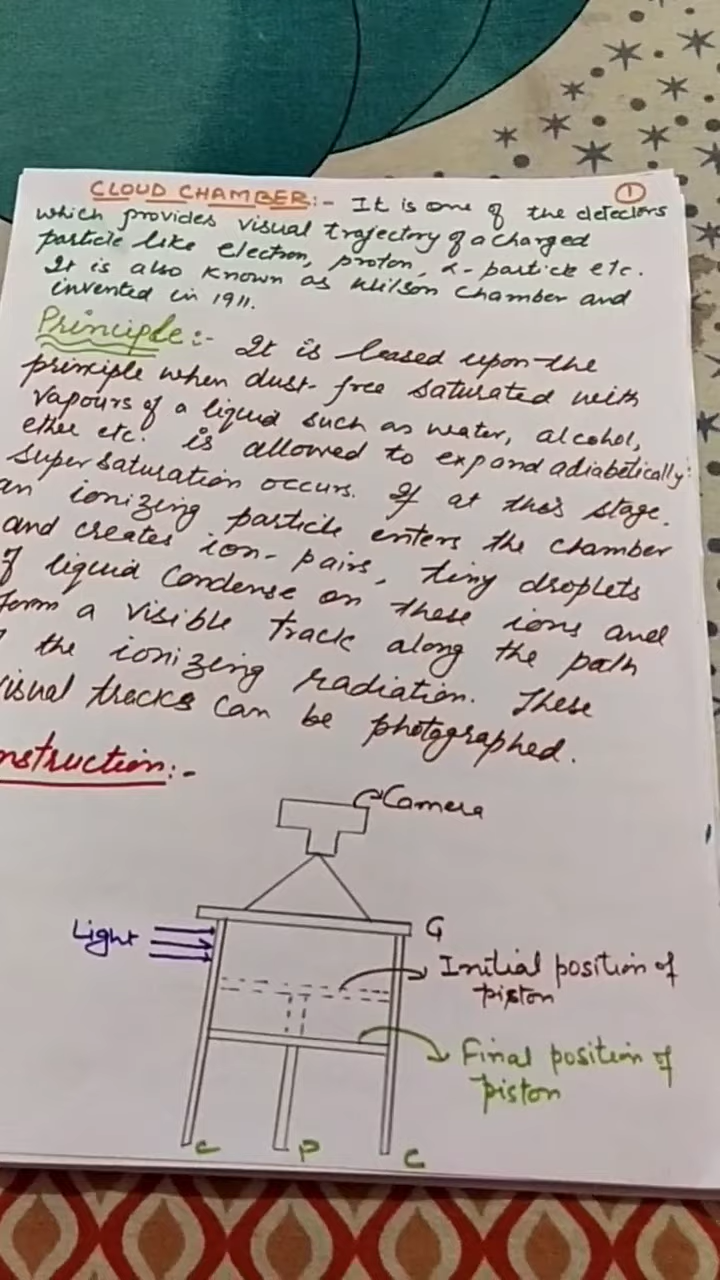 CLOUD CHAMBER:- It is one of the detectors
1
which provides visual trajectory of a charged
particle like electron, proton, α-particle etc.
It is also known as Wilson Chamber and
invented in 1911.
Principle:- It is based upon the
principle when dust-free saturated with
vapours of a liquid such as water, alcohol,
ether etc. is allowed to expand adiabetically.
super saturation occurs. If at this stage.
an ionizing particle enters the chamber
and creates ion-pairs, tiny droplets
of liquid condense on these ions and
form a visible track along the path
the ionizing radiation. These
visual tracks can be photographed.
nstruction:-
Camera
Light
G
Initial position of
piston
Final position of
piston
C P C